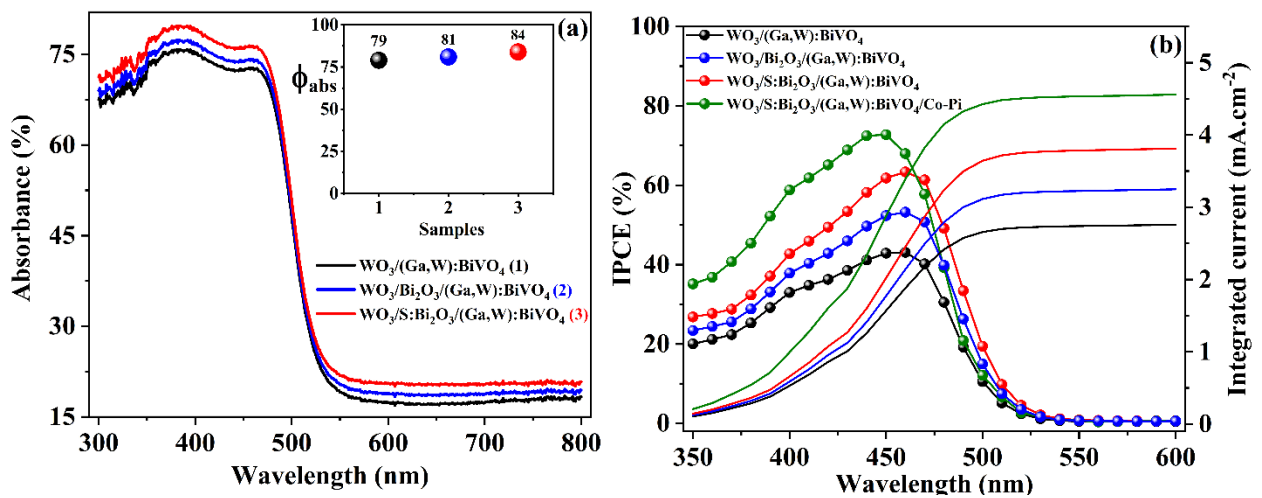 (a)
Absorbance (%)
75
60
45
30
15
300
400
500
600
700
800
Wavelength (nm)
100
75
50
25
0
ϕabs
79
81
84
1
2
3
Samples
WO₃/(Ga,W):BiVO₄ (1)
WO₃/Bi₂O₃/(Ga,W):BiVO₄ (2)
WO₃/S:Bi₂O₃/(Ga,W):BiVO₄ (3)
(b)
IPCE (%)
100
80
60
40
20
0
350
400
450
500
550
600
Wavelength (nm)
WO₃/(Ga,W):BiVO₄
WO₃/Bi₂O₃/(Ga,W):BiVO₄
WO₃/S:Bi₂O₃/(Ga,W):BiVO₄
WO₃/S:Bi₂O₃/(Ga,W):BiVO₄/Co-Pi
5
4
3
2
1
0
Integrated current (mA.cm⁻²)